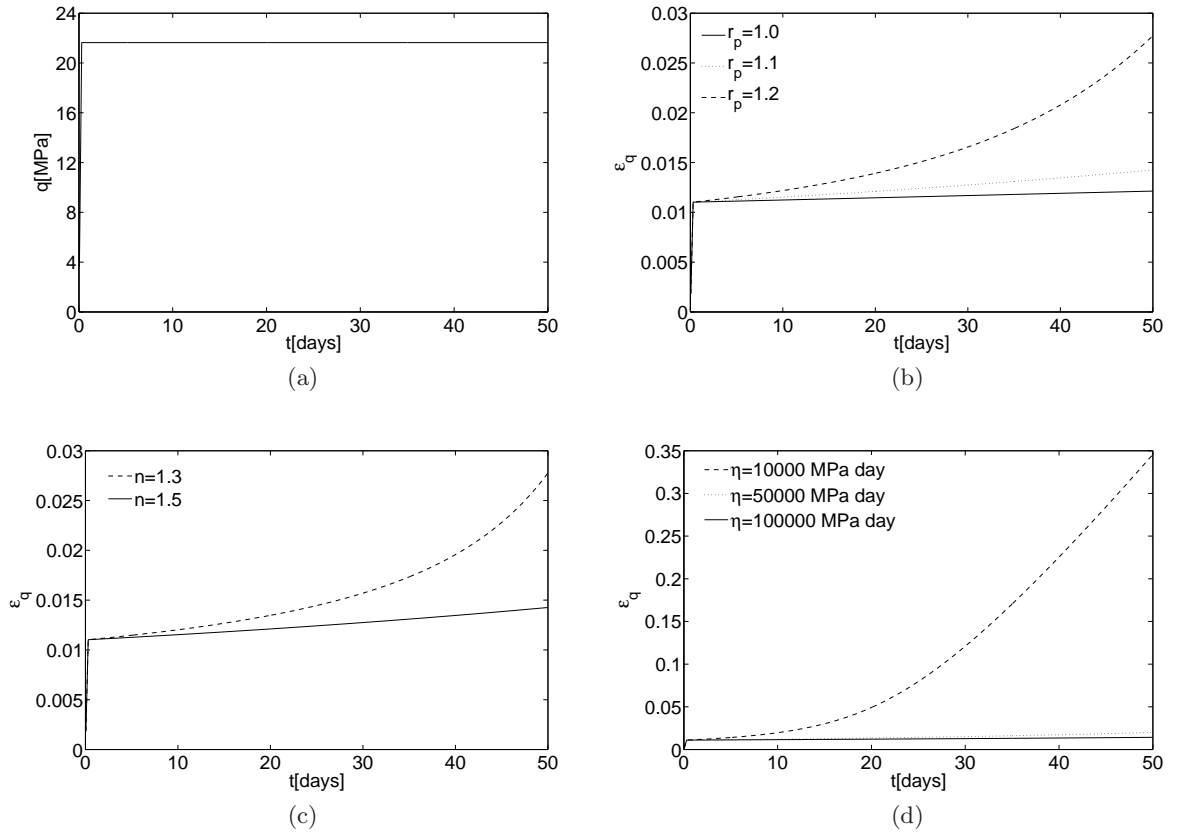 24
20
16
12
8
4
0
q[MPa]
0 10 20 30 40 50
t[days]
(a)
0.03
0.025
0.02
0.015
0.01
0.005
0
ε_q
r_p=1.0
r_p=1.1
r_p=1.2
0 10 20 30 40 50
t[days]
(b)
0.03
0.025
0.02
0.015
0.01
0.005
0
ε_q
n=1.3
n=1.5
0 10 20 30 40 50
t[days]
(c)
0.35
0.3
0.25
0.2
0.15
0.1
0.05
0
ε_q
η=10000 MPa day
η=50000 MPa day
η=100000 MPa day
0 10 20 30 40 50
t[days]
(d)